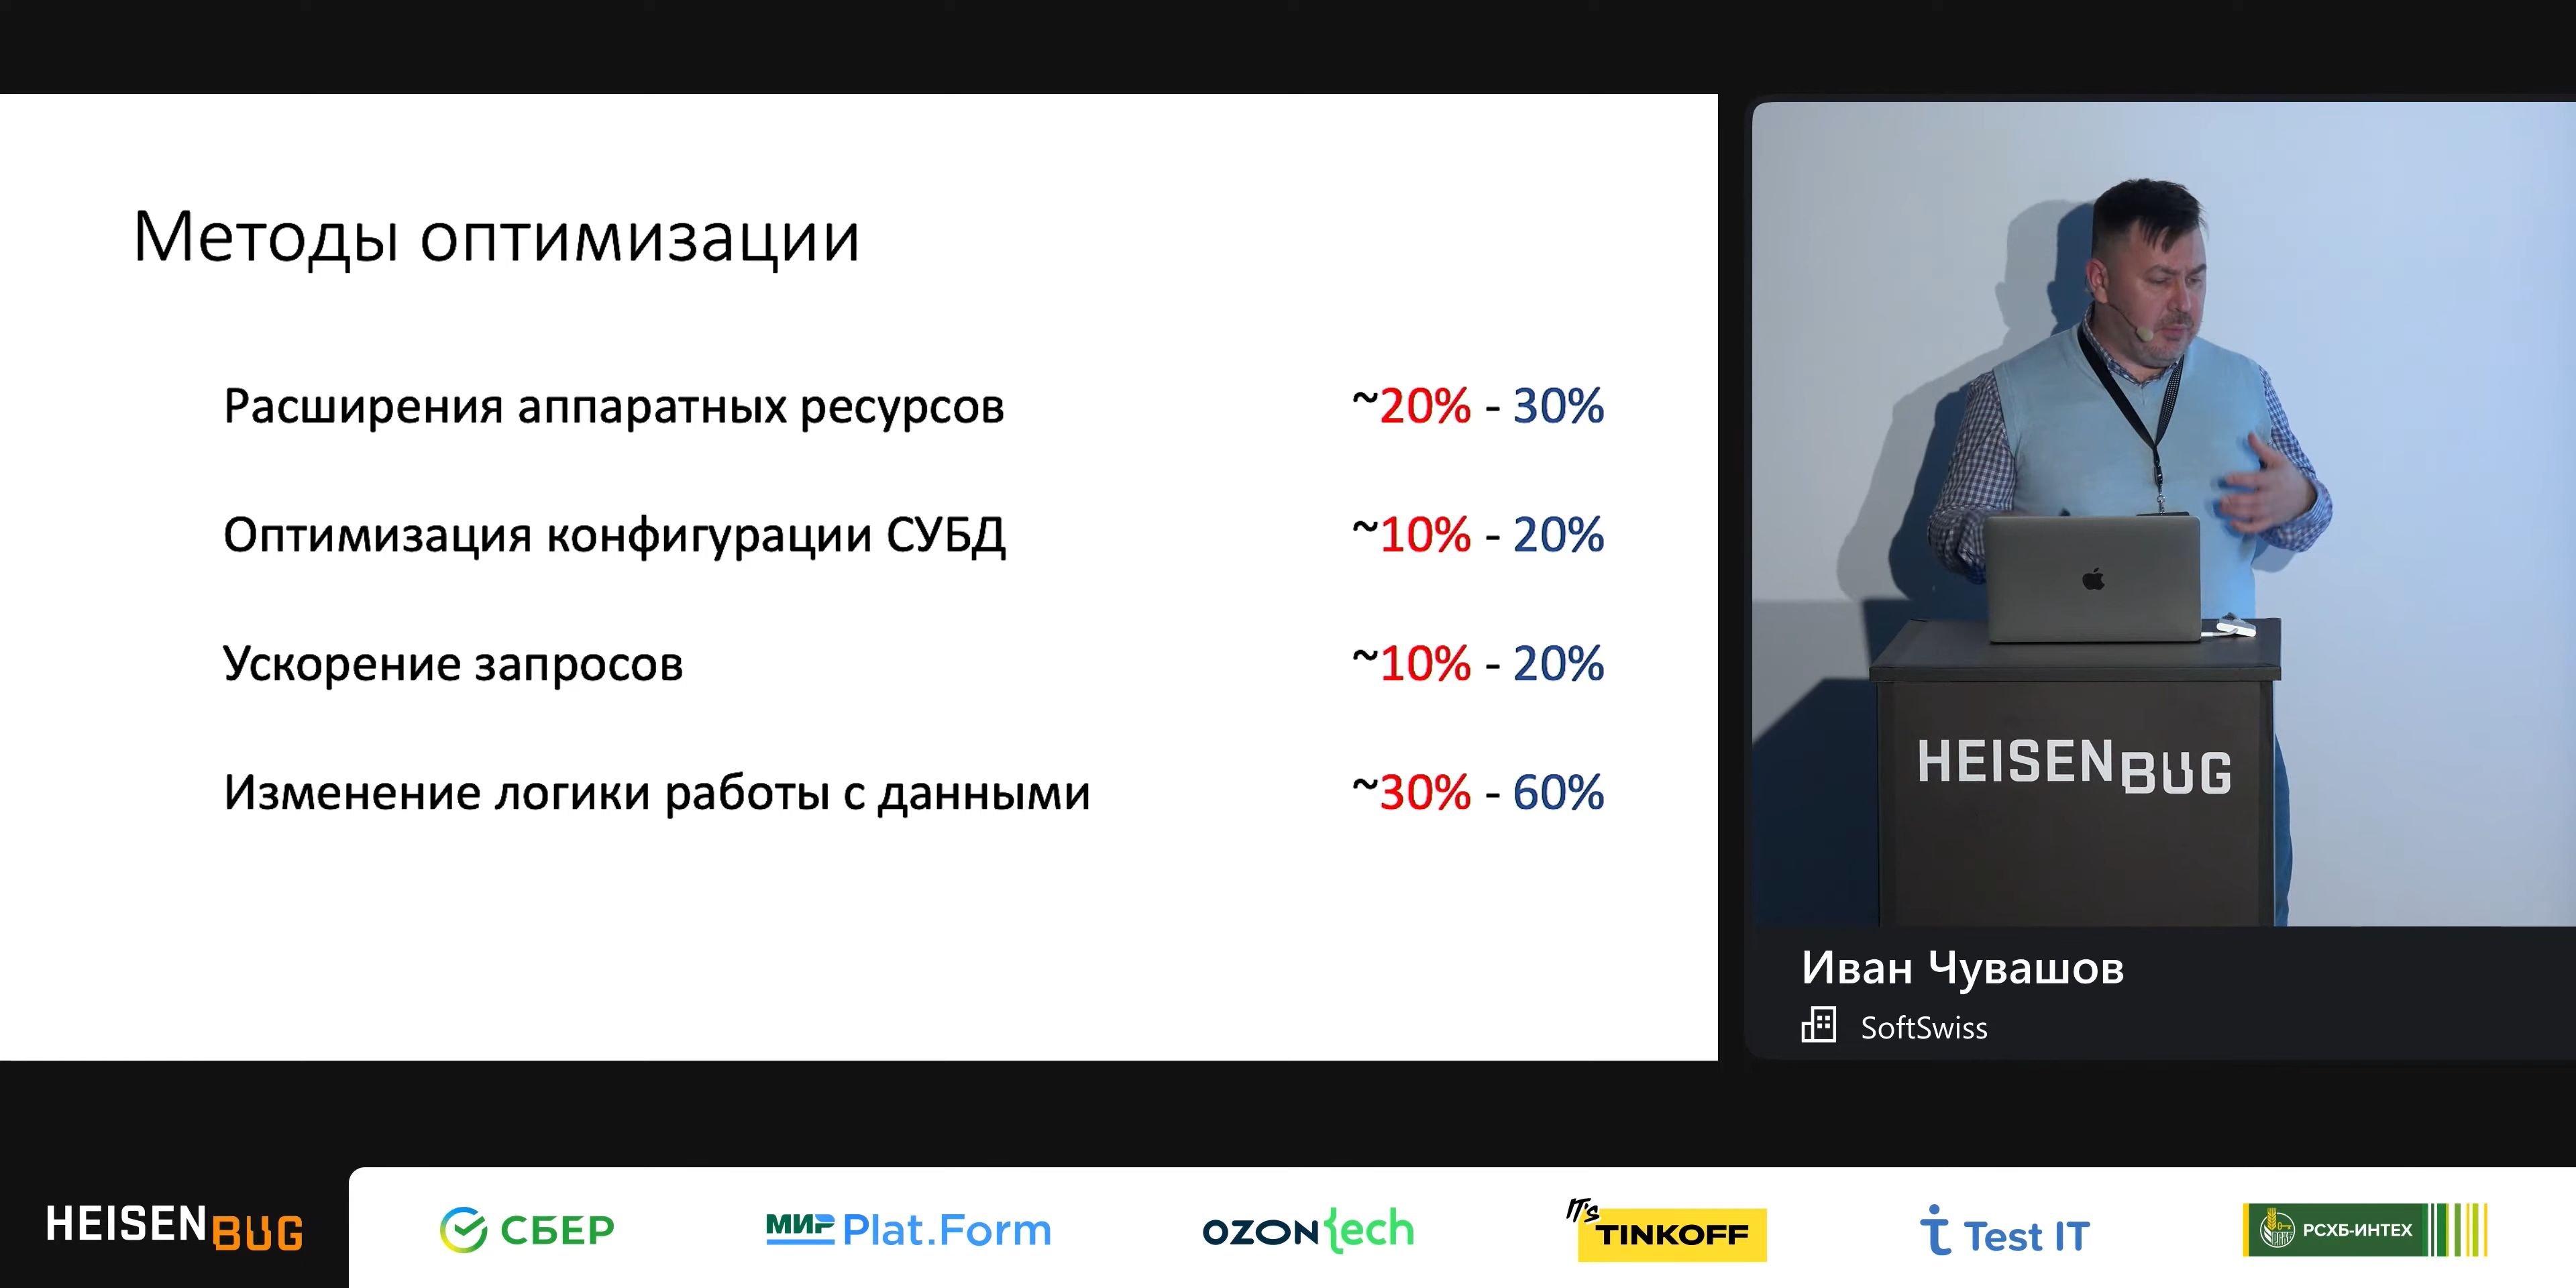 Методы оптимизации
Расширения аппаратных ресурсов ~20% - 30%
Оптимизация конфигурации СУБД ~10% - 20%
Ускорение запросов ~10% - 20%
Изменение логики работы с данными ~30% - 60%
HEISENBUG
Иван Чувашов
SoftSwiss
HEISENBUG
СБЕР
МИР Plat.Form
OZON{ech
IT's TINKOFF
Test IT
РСХБ-ИНТЕХ